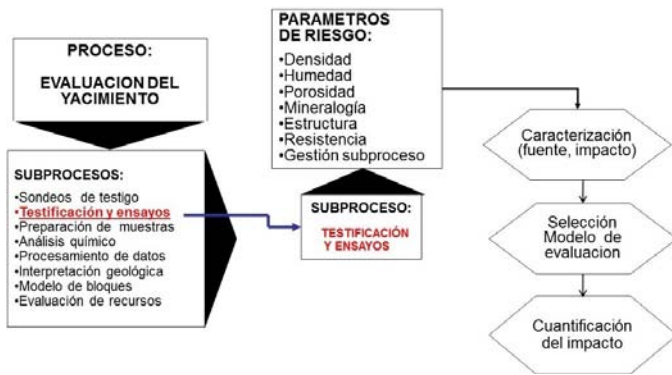 PROCESO:
EVALUACION DEL
YACIMIENTO
SUBPROCESOS:
•Sondeos de testigo
•Testificación y ensayos
•Preparación de muestras
•Análisis químico
•Procesamiento de datos
•Interpretación geológica
•Modelo de bloques
•Evaluación de recursos
PARAMETROS
DE RIESGO:
•Densidad
•Humedad
•Porosidad
•Mineralogía
•Estructura
•Resistencia
•Gestión subproceso
SUBPROCESO:
TESTIFICACIÓN
Y ENSAYOS
Caracterización
(fuente, impacto)
Selección
Modelo de
evaluacion
Cuantificación
del impacto